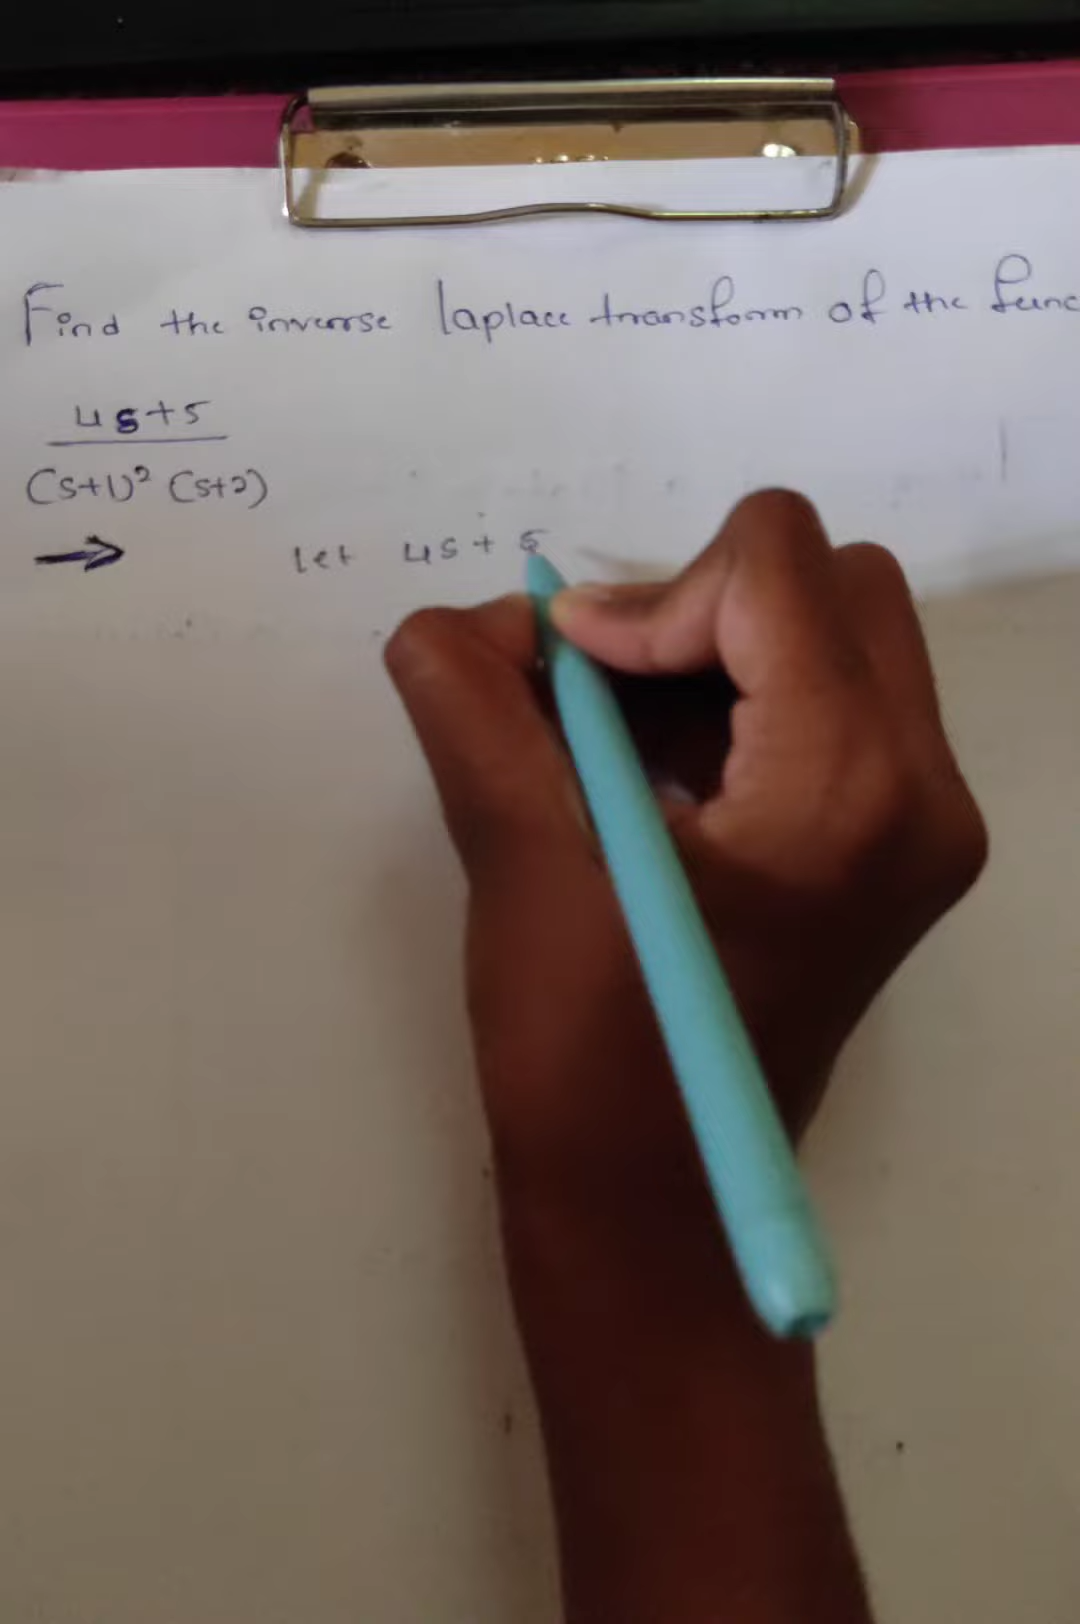 Find the inverse laplace transform of the func
4s+5
(s+1)² (s+2)
→ let 4s+5